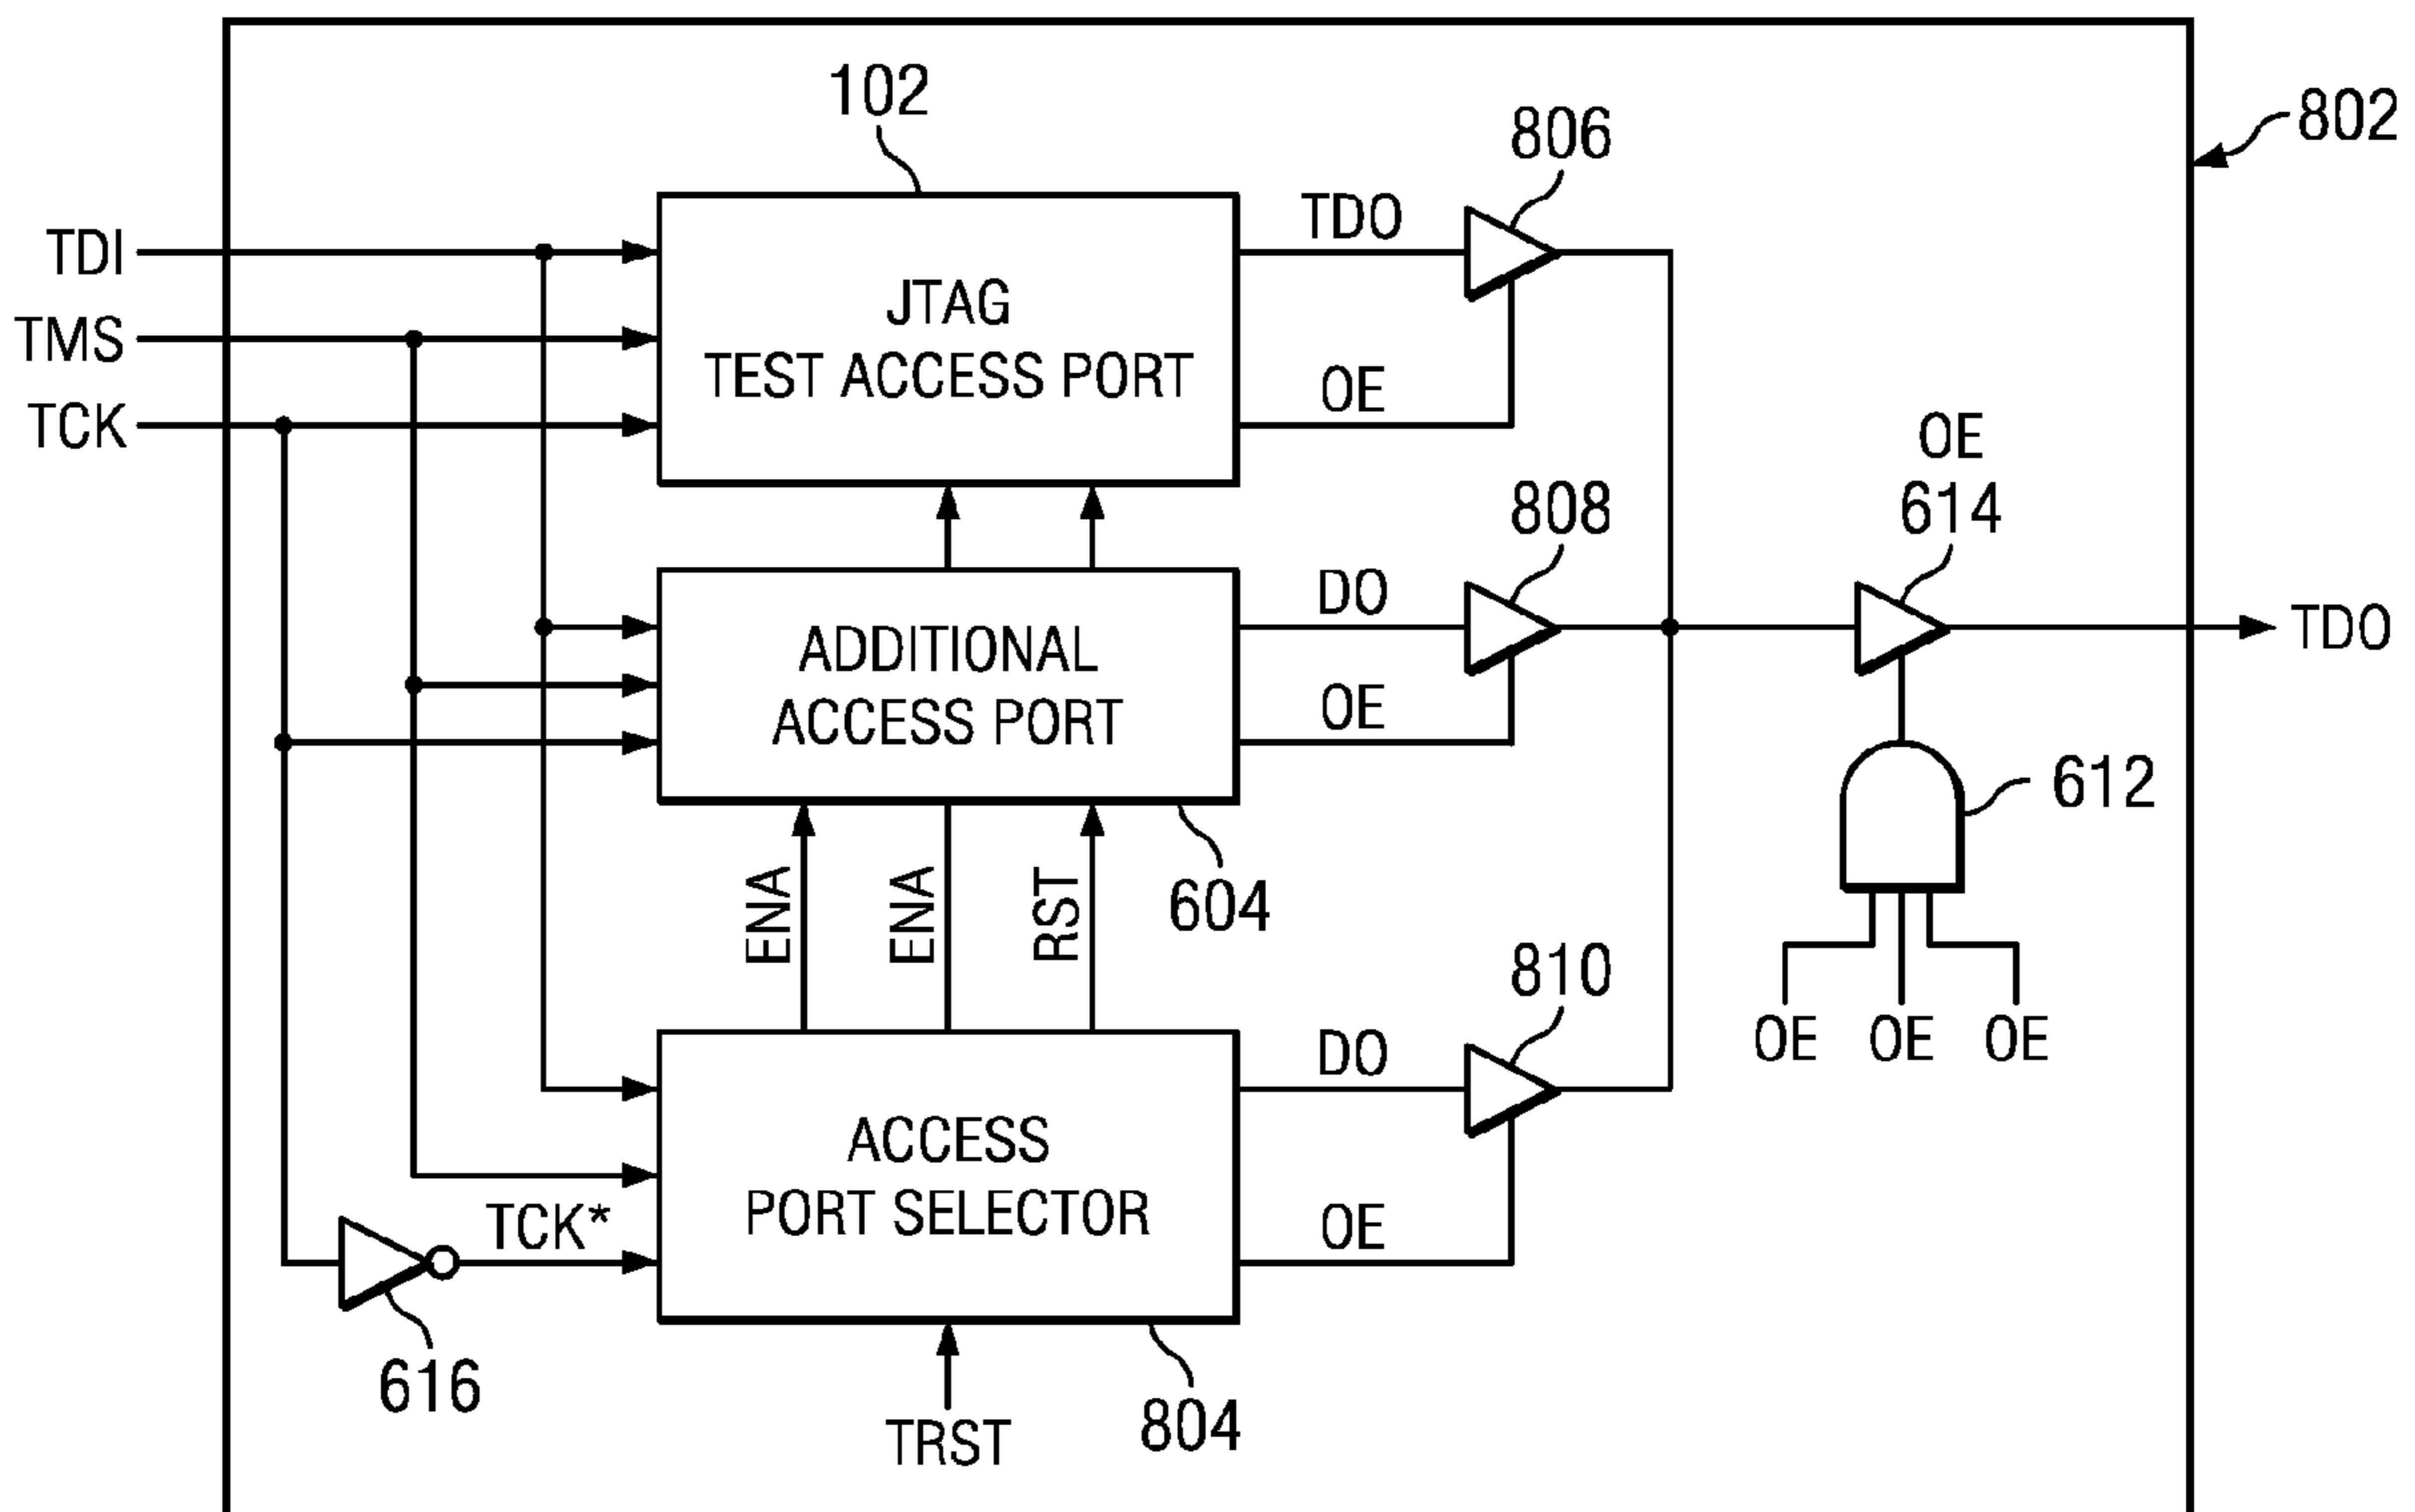 102
806
802
TDI
TDO
JTAG
TEST ACCESS PORT
TMS
OE
TCK
OE
614
808
DO
ADDITIONAL
ACCESS PORT
TDO
OE
612
ENA
ENA
RST
604
810
OE
OE
OE
DO
ACCESS
PORT SELECTOR
TCK*
OE
616
804
TRST